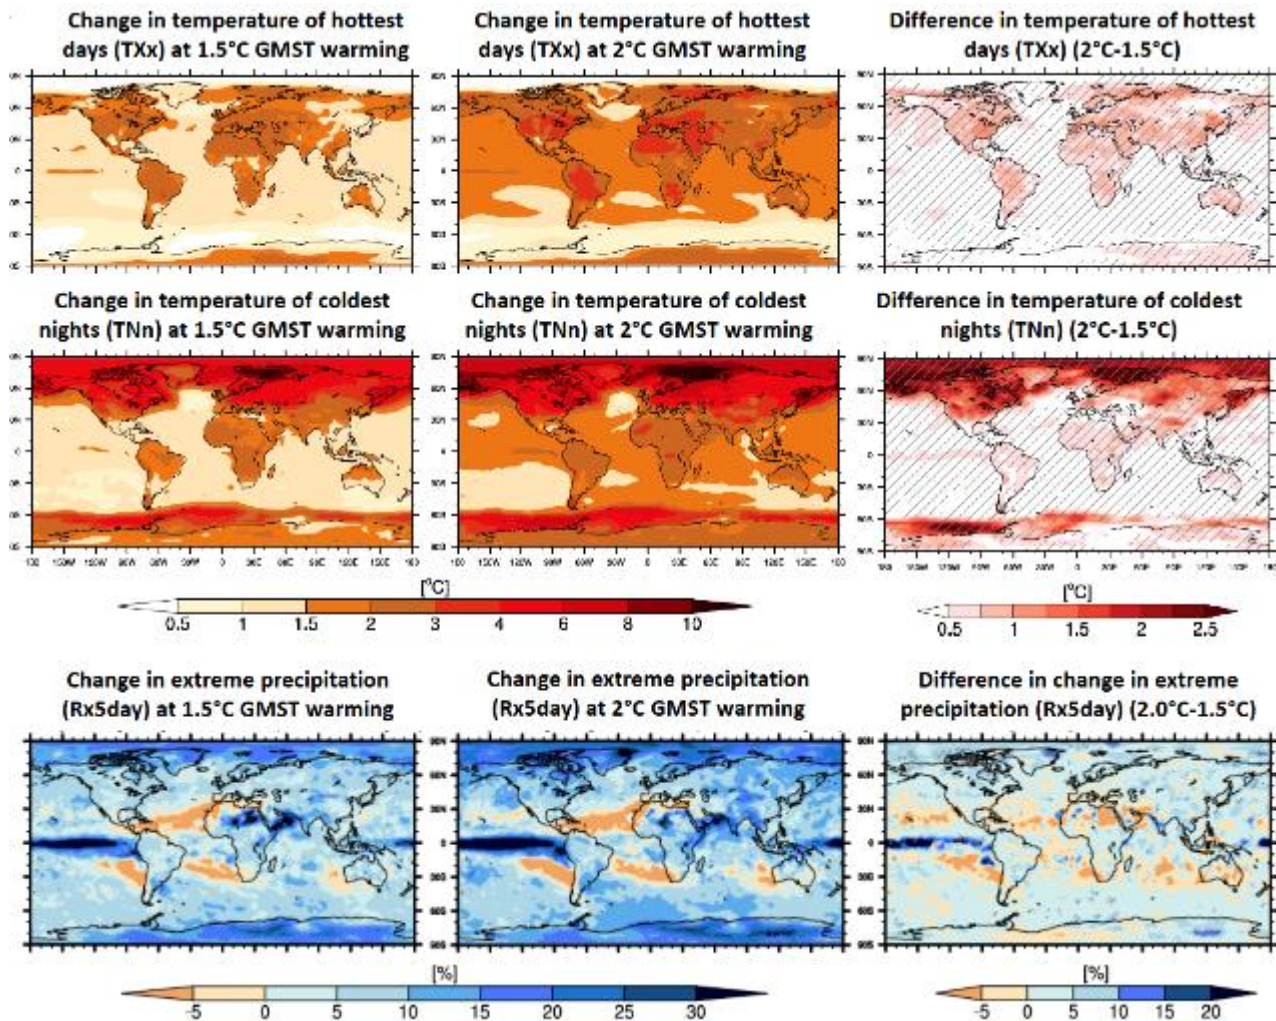 Change in temperature of hottest
days (TXx) at 1.5°C GMST warming
Change in temperature of hottest
days (TXx) at 2°C GMST warming
Difference in temperature of hottest
days (TXx) (2°C-1.5°C)
Change in temperature of coldest
nights (TNn) at 1.5°C GMST warming
Change in temperature of coldest
nights (TNn) at 2°C GMST warming
Difference in temperature of coldest
nights (TNn) (2°C-1.5°C)
[°C]
0.5 1 1.5 2 3 4 6 8 10
[°C]
0.5 1 1.5 2 2.5
Change in extreme precipitation
(Rx5day) at 1.5°C GMST warming
Change in extreme precipitation
(Rx5day) at 2°C GMST warming
Difference in change in extreme
precipitation (Rx5day) (2.0°C-1.5°C)
[%]
-5 0 5 10 15 20 25 30
[%]
-5 0 5 10 15 20